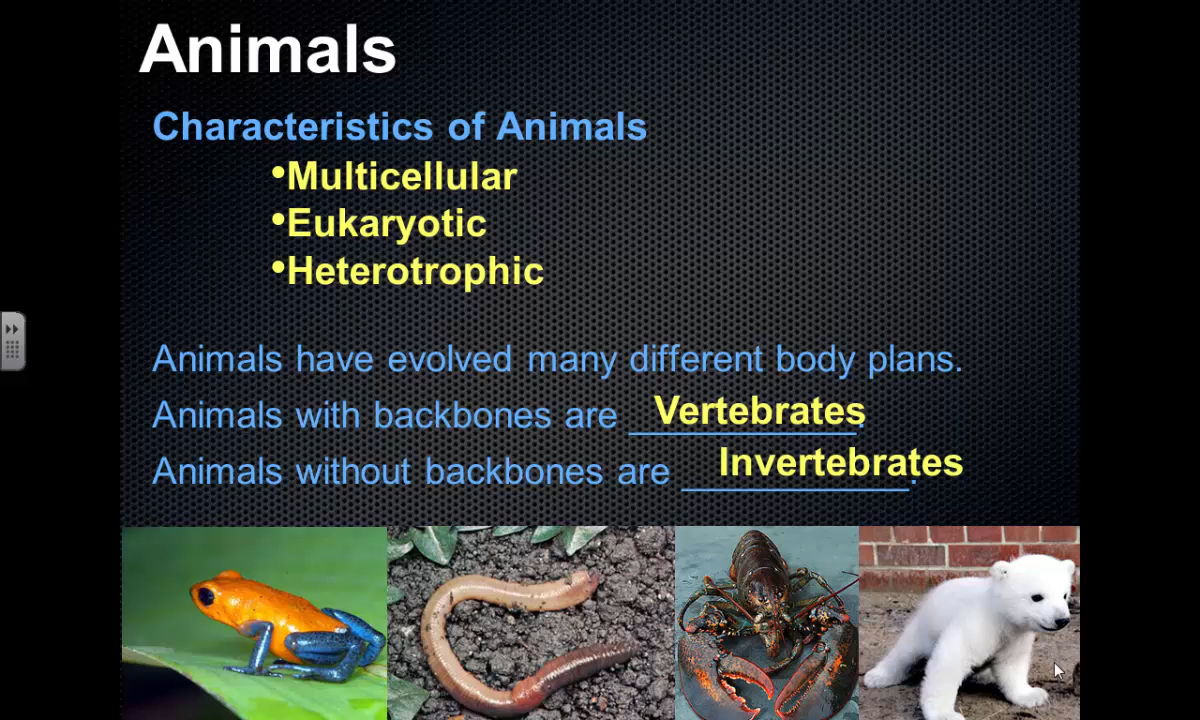 Animals
Characteristics of Animals
•Multicellular
•Eukaryotic
•Heterotrophic
Animals have evolved many different body plans.
Animals with backbones are Vertebrates.
Animals without backbones are Invertebrates.